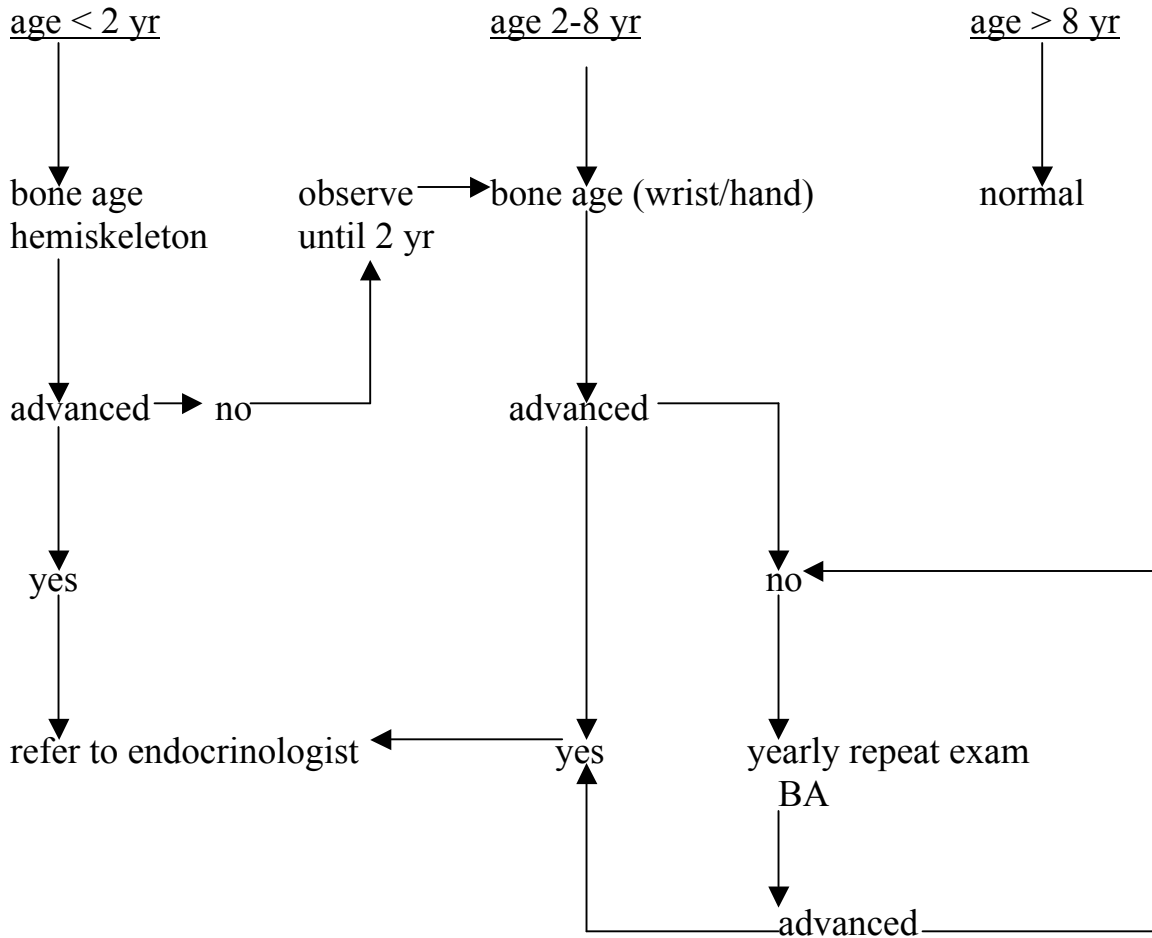 age < 2 yr
age 2-8 yr
age > 8 yr
bone age
hemiskeleton
observe
until 2 yr
bone age (wrist/hand)
normal
advanced
no
advanced
yes
no
refer to endocrinologist
yes
yearly repeat exam
BA
advanced